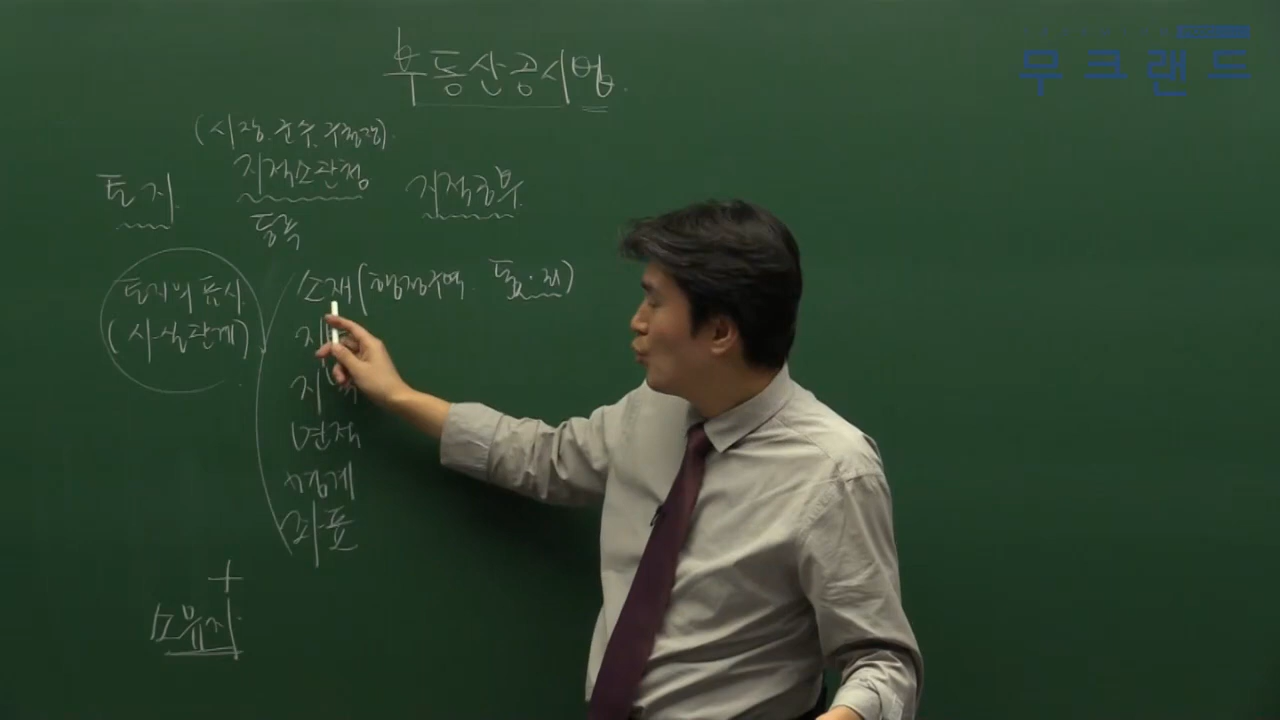 부동산공시법
무크랜드
(시장.군수.구청장)
토지 지적소관청 지적공부
등록
토지의 표시 소재(행정구역 동·리)
(사실관계) 지
지
면적
경계
좌표
+
소유자